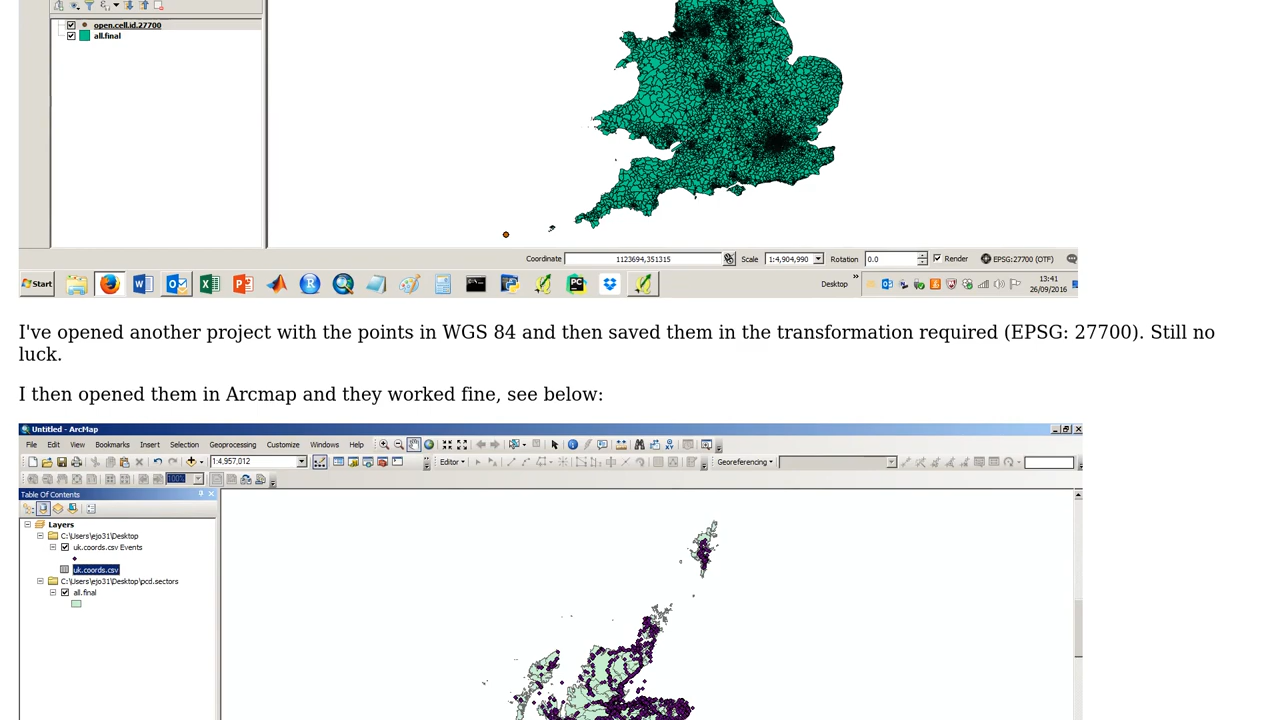 open.cell.id.27700
all.final
Coordinate 1123694,351315 Scale 1:4,904,990 Rotation 0.0 Render EPSG:27700 (OTF)
Start Desktop 13:41
26/09/2016
I've opened another project with the points in WGS 84 and then saved them in the transformation required (EPSG: 27700). Still no
luck.
I then opened them in Arcmap and they worked fine, see below:
Untitled - ArcMap
File Edit View Bookmarks Insert Selection Geoprocessing Customize Windows Help
1:4,957,012 Editor Georeferencing
100%
Table Of Contents
Layers
C:\Users\ejo31\Desktop
uk.coords.csv Events
uk.coords.csv
C:\Users\ejo31\Desktop\pcd.sectors
all.final